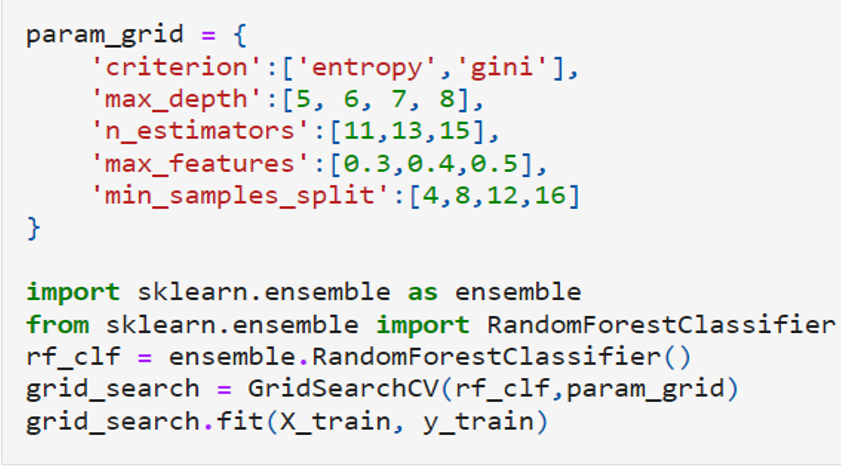 param_grid = {
    'criterion':['entropy','gini'],
    'max_depth':[5, 6, 7, 8],
    'n_estimators':[11,13,15],
    'max_features':[0.3,0.4,0.5],
    'min_samples_split':[4,8,12,16]
}
import sklearn.ensemble as ensemble
from sklearn.ensemble import RandomForestClassifier
rf_clf = ensemble.RandomForestClassifier()
grid_search = GridSearchCV(rf_clf,param_grid)
grid_search.fit(X_train, y_train)